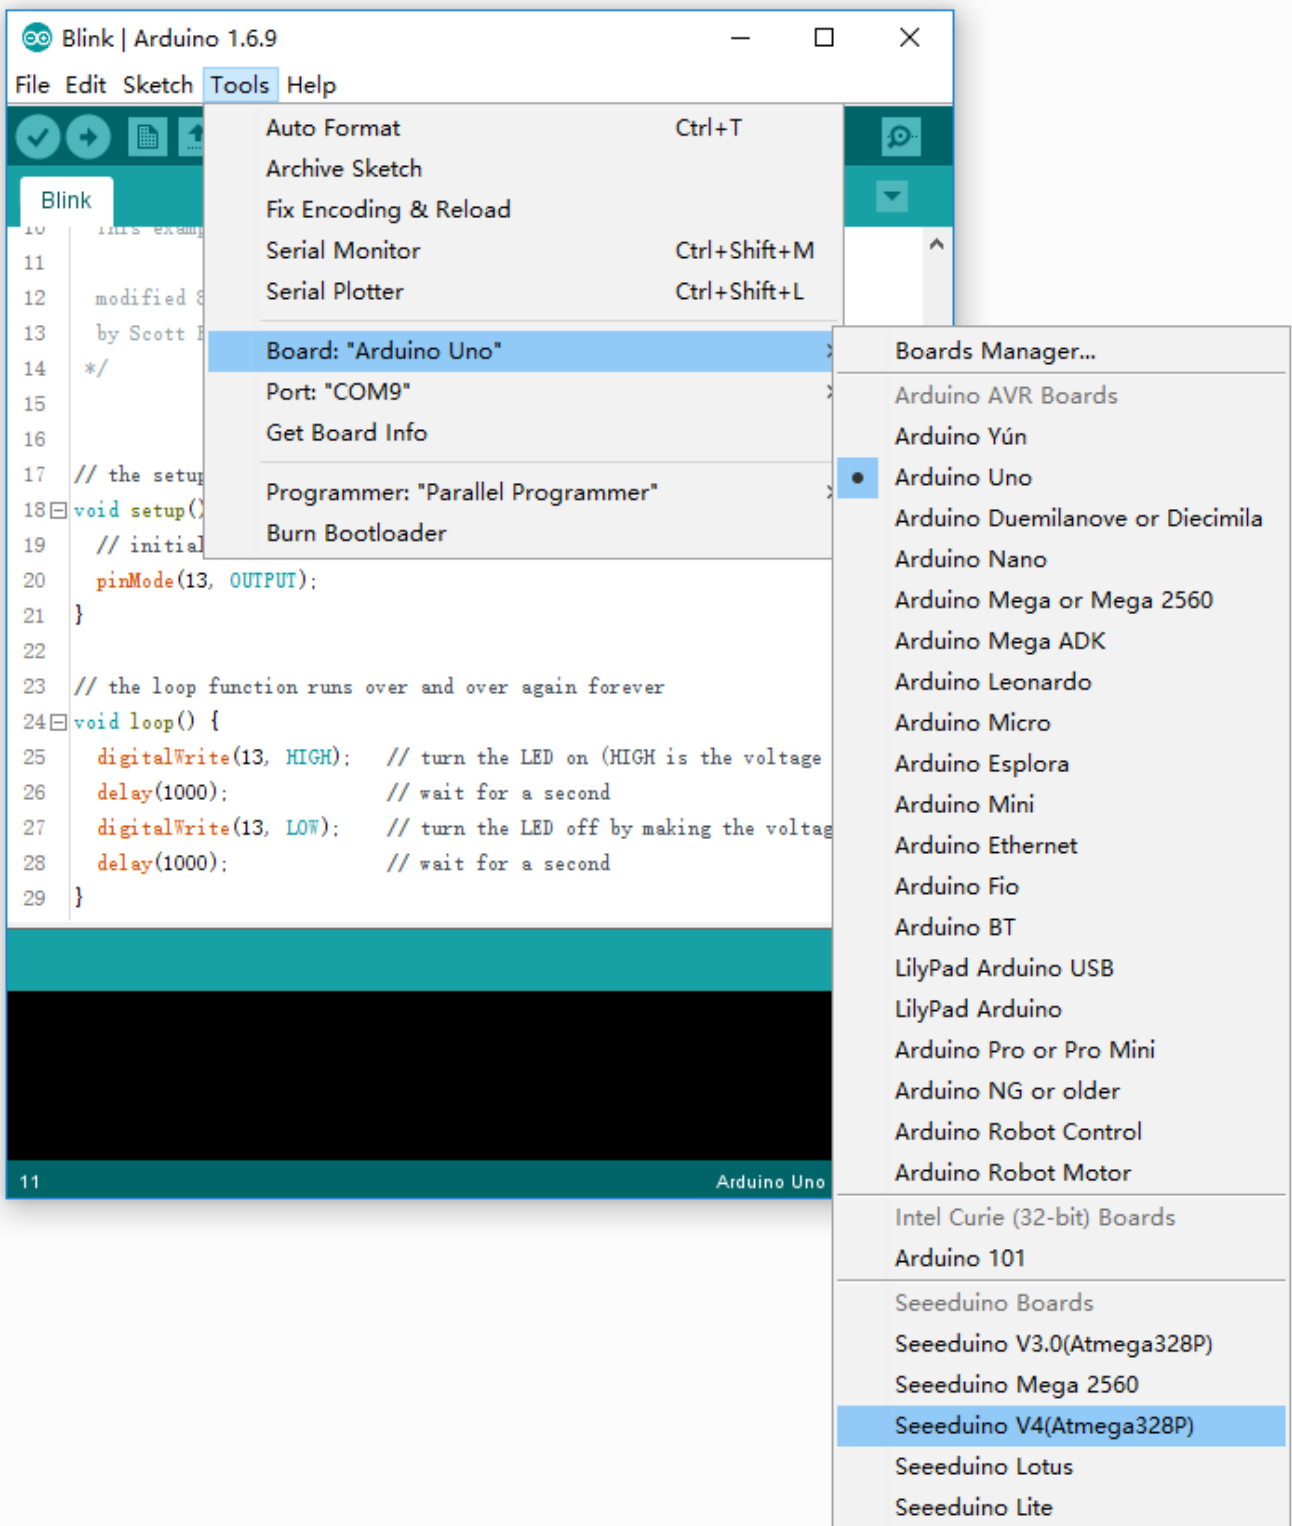 Blink | Arduino 1.6.9
File Edit Sketch Tools Help
Auto Format Ctrl+T
Archive Sketch
Fix Encoding & Reload
Serial Monitor Ctrl+Shift+M
Serial Plotter Ctrl+Shift+L
Board: "Arduino Uno"
Port: "COM9"
Get Board Info
Programmer: "Parallel Programmer"
Burn Bootloader
Blink
10 This
11
12 modified
13 by Scott
14 */
15
16
17 // the setup
18 void setup()
19 //
20 pinMode(13, OUTPUT);
21 }
22
23 // the loop function runs over and over again forever
24 void loop() {
25 digitalWrite(13, HIGH); // turn the LED on (HIGH is the voltage
26 delay(1000); // wait for a second
27 digitalWrite(13, LOW); // turn the LED off by making the voltag
28 delay(1000); // wait for a second
29 }
11 Arduino Uno
Boards Manager...
Arduino AVR Boards
Arduino Yún
Arduino Uno
Arduino Duemilanove or Diecimila
Arduino Nano
Arduino Mega or Mega 2560
Arduino Mega ADK
Arduino Leonardo
Arduino Micro
Arduino Esplora
Arduino Mini
Arduino Ethernet
Arduino Fio
Arduino BT
LilyPad Arduino USB
LilyPad Arduino
Arduino Pro or Pro Mini
Arduino NG or older
Arduino Robot Control
Arduino Robot Motor
Intel Curie (32-bit) Boards
Arduino 101
Seeeduino Boards
Seeeduino V3.0(Atmega328P)
Seeeduino Mega 2560
Seeeduino V4(Atmega328P)
Seeeduino Lotus
Seeeduino Lite